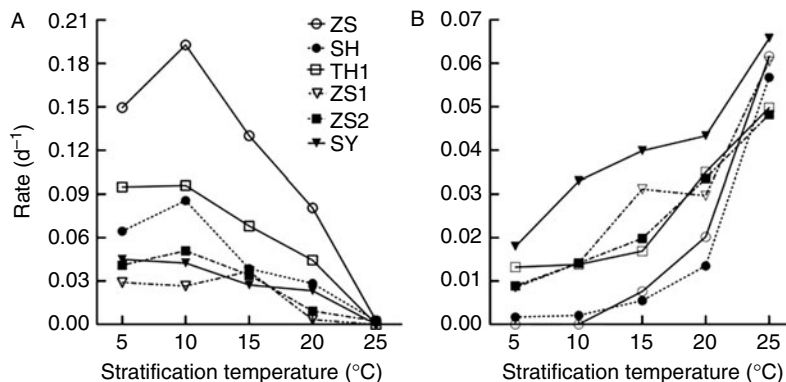 A
B
ZS
SH
TH1
ZS1
ZS2
SY
Rate (d⁻¹)
0.21
0.18
0.15
0.12
0.09
0.06
0.03
0.00
5 10 15 20 25
Stratification temperature (°C)
0.07
0.06
0.05
0.04
0.03
0.02
0.01
0.00
5 10 15 20 25
Stratification temperature (°C)